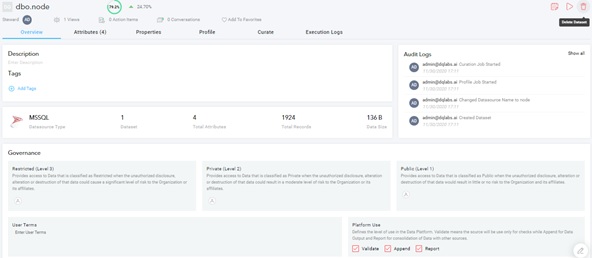 dbo.node
79.2%
24.70%
Delete Dataset
Steward AD 1 Views 0 Action Items 0 Conversations Add To Favorites
Overview Attributes (4) Properties Profile Curate Execution Logs
Description
Enter Description
Tags
Add Tags
Audit Logs Show all
AD admin@dqlabs.ai Curation Job Started
11/30/2020 17:11
AD admin@dqlabs.ai Profile Job Started
11/30/2020 17:11
AD admin@dqlabs.ai Changed Datasource Name to node
11/30/2020 17:11
AD admin@dqlabs.ai Created Dataset
11/30/2020 17:11
MSSQL 1 4 1924 136 B
Datasource Type Dataset Total Attributes Total Records Data Size
Governance
Restricted (Level 3)
Provides access to Data that is classified as Restricted when the unauthorized disclosure,
alteration or destruction of that data could cause a significant level of risk to the Organization or
its affiliates.
Private (Level 2)
Provides access to Data that is classified as Private when the unauthorized disclosure, alteration
or destruction of that data could result in a moderate level of risk to the Organization or its
affiliates.
Public (Level 1)
Provides access to Data that is classified as Public when the unauthorized disclosure, alteration
or destruction of that data could result in little or no risk to the Organization and its affiliates.
User Terms
Enter User Terms
Platform Use
Defines the kind of use in the Data Platform. Validate means the source will be use only for checks while Append for Data
Output and Report for consolidation of Data with other sources.
Validate Append Report